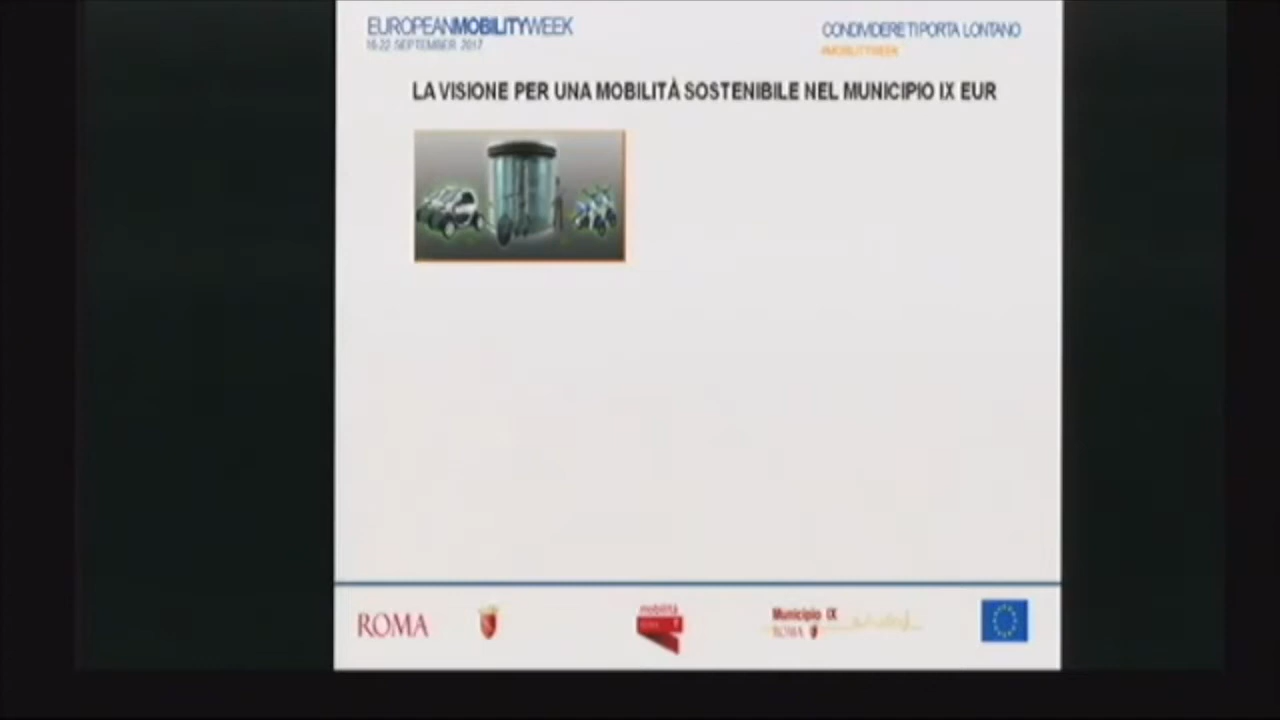 EUROPEANMOBILITYWEEK
16-22 SEPTEMBER 2017
CONDIVIDERE TI PORTA LONTANO
#MOBILITYWEEK
LA VISIONE PER UNA MOBILITÀ SOSTENIBILE NEL MUNICIPIO IX EUR
ROMA
mobilità
Municipio IX
ROMA